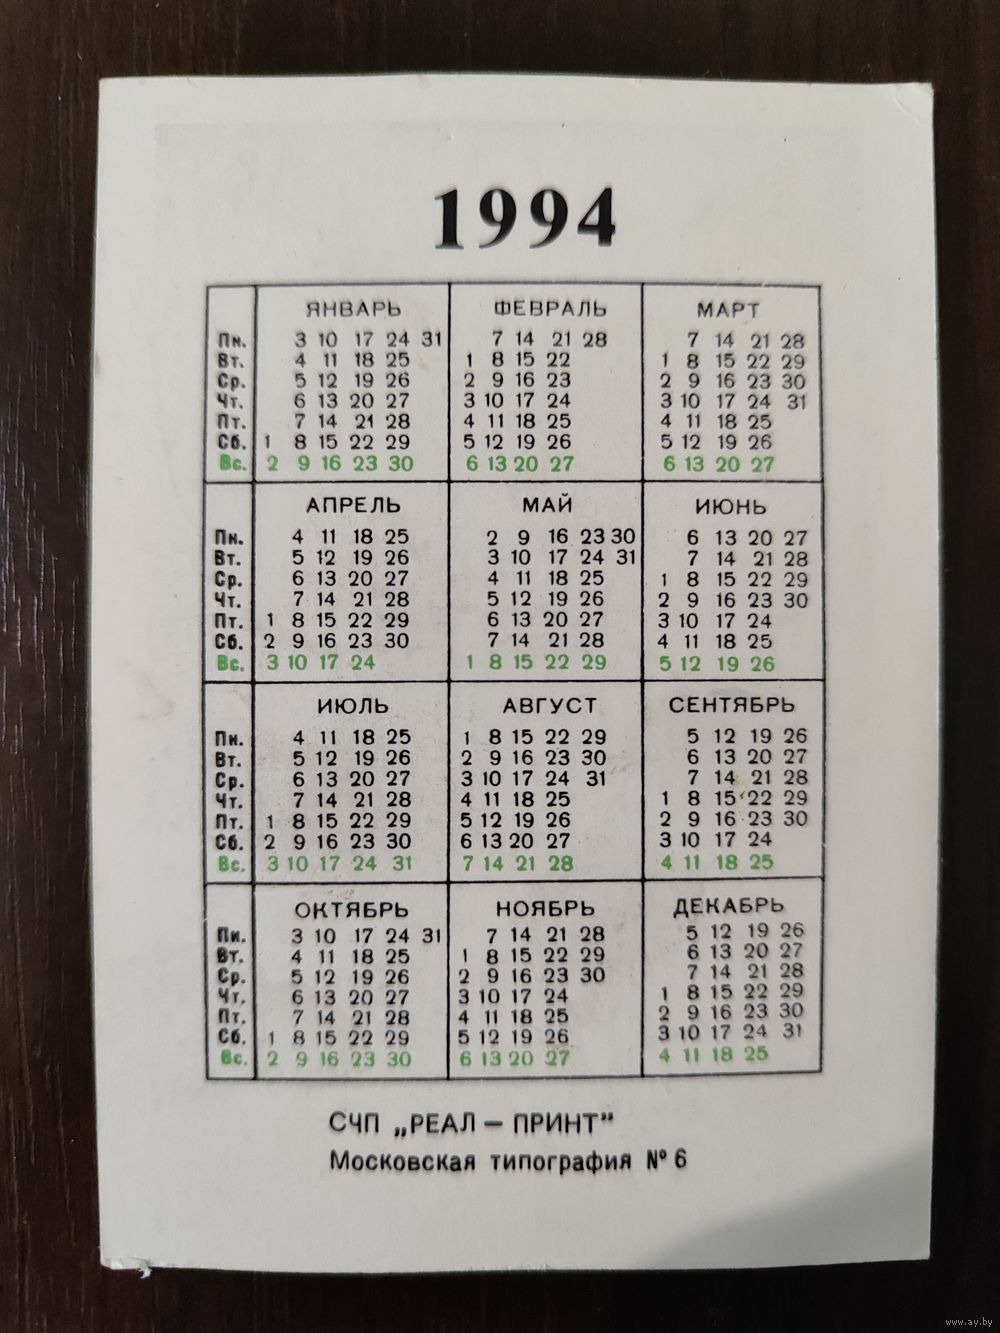 1994
ЯНВАРЬ ФЕВРАЛЬ МАРТ
Пн. 3 10 17 24 31 7 14 21 28 7 14 21 28
Вт. 4 11 18 25 1 8 15 22 1 8 15 22 29
Ср. 5 12 19 26 2 9 16 23 2 9 16 23 30
Чт. 6 13 20 27 3 10 17 24 3 10 17 24 31
Пт. 7 14 21 28 4 11 18 25 4 11 18 25
Сб. 1 8 15 22 29 5 12 19 26 5 12 19 26
Вс. 2 9 16 23 30 6 13 20 27 6 13 20 27
АПРЕЛЬ МАЙ ИЮНЬ
Пн. 4 11 18 25 2 9 16 23 30 6 13 20 27
Вт. 5 12 19 26 3 10 17 24 31 7 14 21 28
Ср. 6 13 20 27 4 11 18 25 1 8 15 22 29
Чт. 7 14 21 28 5 12 19 26 2 9 16 23 30
Пт. 1 8 15 22 29 6 13 20 27 3 10 17 24
Сб. 2 9 16 23 30 7 14 21 28 4 11 18 25
Вс. 3 10 17 24 1 8 15 22 29 5 12 19 26
ИЮЛЬ АВГУСТ СЕНТЯБРЬ
Пн. 4 11 18 25 1 8 15 22 29 5 12 19 26
Вт. 5 12 19 26 2 9 16 23 30 6 13 20 27
Ср. 6 13 20 27 3 10 17 24 31 7 14 21 28
Чт. 7 14 21 28 4 11 18 25 1 8 15 22 29
Пт. 1 8 15 22 29 5 12 19 26 2 9 16 23 30
Сб. 2 9 16 23 30 6 13 20 27 3 10 17 24
Вс. 3 10 17 24 31 7 14 21 28 4 11 18 25
ОКТЯБРЬ НОЯБРЬ ДЕКАБРЬ
Пн. 3 10 17 24 31 7 14 21 28 5 12 19 26
Вт. 4 11 18 25 1 8 15 22 29 6 13 20 27
Ср. 5 12 19 26 2 9 16 23 30 7 14 21 28
Чт. 6 13 20 27 3 10 17 24 1 8 15 22 29
Пт. 7 14 21 28 4 11 18 25 2 9 16 23 30
Сб. 1 8 15 22 29 5 12 19 26 3 10 17 24 31
Вс. 2 9 16 23 30 6 13 20 27 4 11 18 25
СЧП „РЕАЛ – ПРИНТ"
Московская типография № 6
www.ay.by